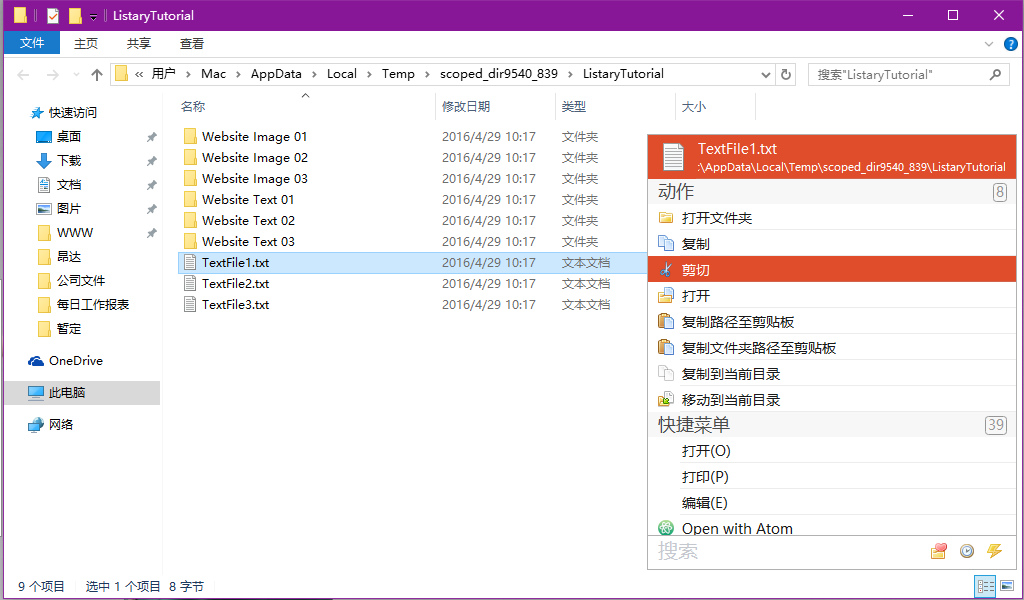 ListaryTutorial
文件 主页 共享 查看
« 用户 › Mac › AppData › Local › Temp › scoped_dir9540_839 › ListaryTutorial 搜索"ListaryTutorial"
名称 修改日期 类型 大小
快速访问
桌面
下载
文档
图片
WWW
昂达
公司文件
每日工作报表
暂定
OneDrive
此电脑
网络
Website Image 01 2016/4/29 10:17 文件夹
Website Image 02 2016/4/29 10:17 文件夹
Website Image 03 2016/4/29 10:17 文件夹
Website Text 01 2016/4/29 10:17 文件夹
Website Text 02 2016/4/29 10:17 文件夹
Website Text 03 2016/4/29 10:17 文件夹
TextFile1.txt 2016/4/29 10:17 文本文档
TextFile2.txt 2016/4/29 10:17 文本文档
TextFile3.txt 2016/4/29 10:17 文本文档
TextFile1.txt
:\AppData\Local\Temp\scoped_dir9540_839\ListaryTutorial
动作 8
打开文件夹
复制
剪切
打开
复制路径至剪贴板
复制文件夹路径至剪贴板
复制到当前目录
移动到当前目录
快捷菜单 39
打开(O)
打印(P)
编辑(E)
Open with Atom
搜索
9 个项目 选中 1 个项目 8 字节